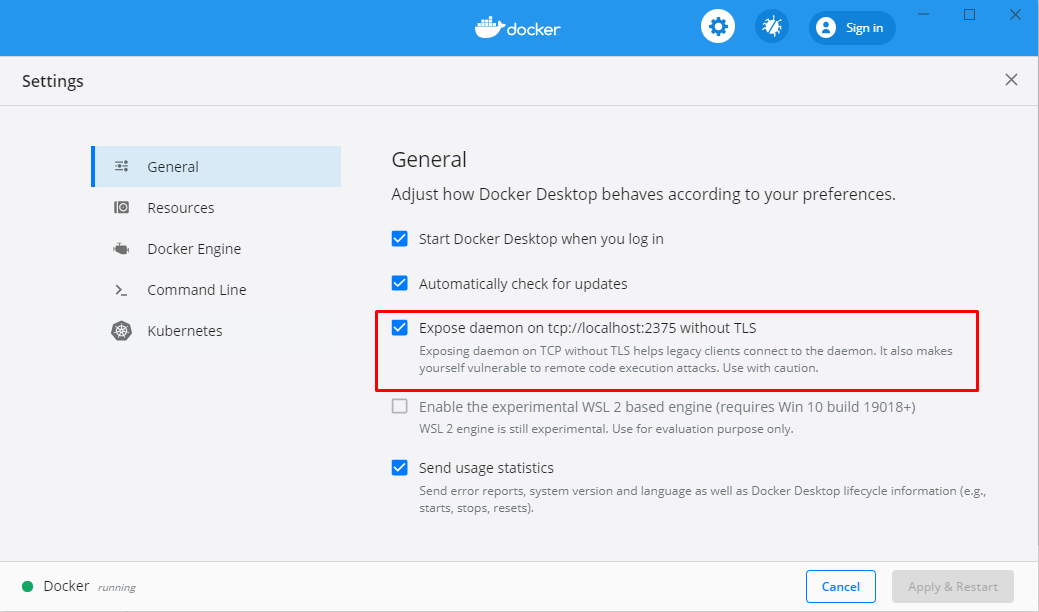 docker
Sign in
Settings
General
Resources
Docker Engine
Command Line
Kubernetes
General
Adjust how Docker Desktop behaves according to your preferences.
Start Docker Desktop when you log in
Automatically check for updates
Expose daemon on tcp://localhost:2375 without TLS
Exposing daemon on TCP without TLS helps legacy clients connect to the daemon. It also makes
yourself vulnerable to remote code execution attacks. Use with caution.
Enable the experimental WSL 2 based engine (requires Win 10 build 19018+)
WSL 2 engine is still experimental. Use for evaluation purpose only.
Send usage statistics
Send error reports, system version and language as well as Docker Desktop lifecycle information (e.g.,
starts, stops, resets).
Docker running
Cancel
Apply & Restart